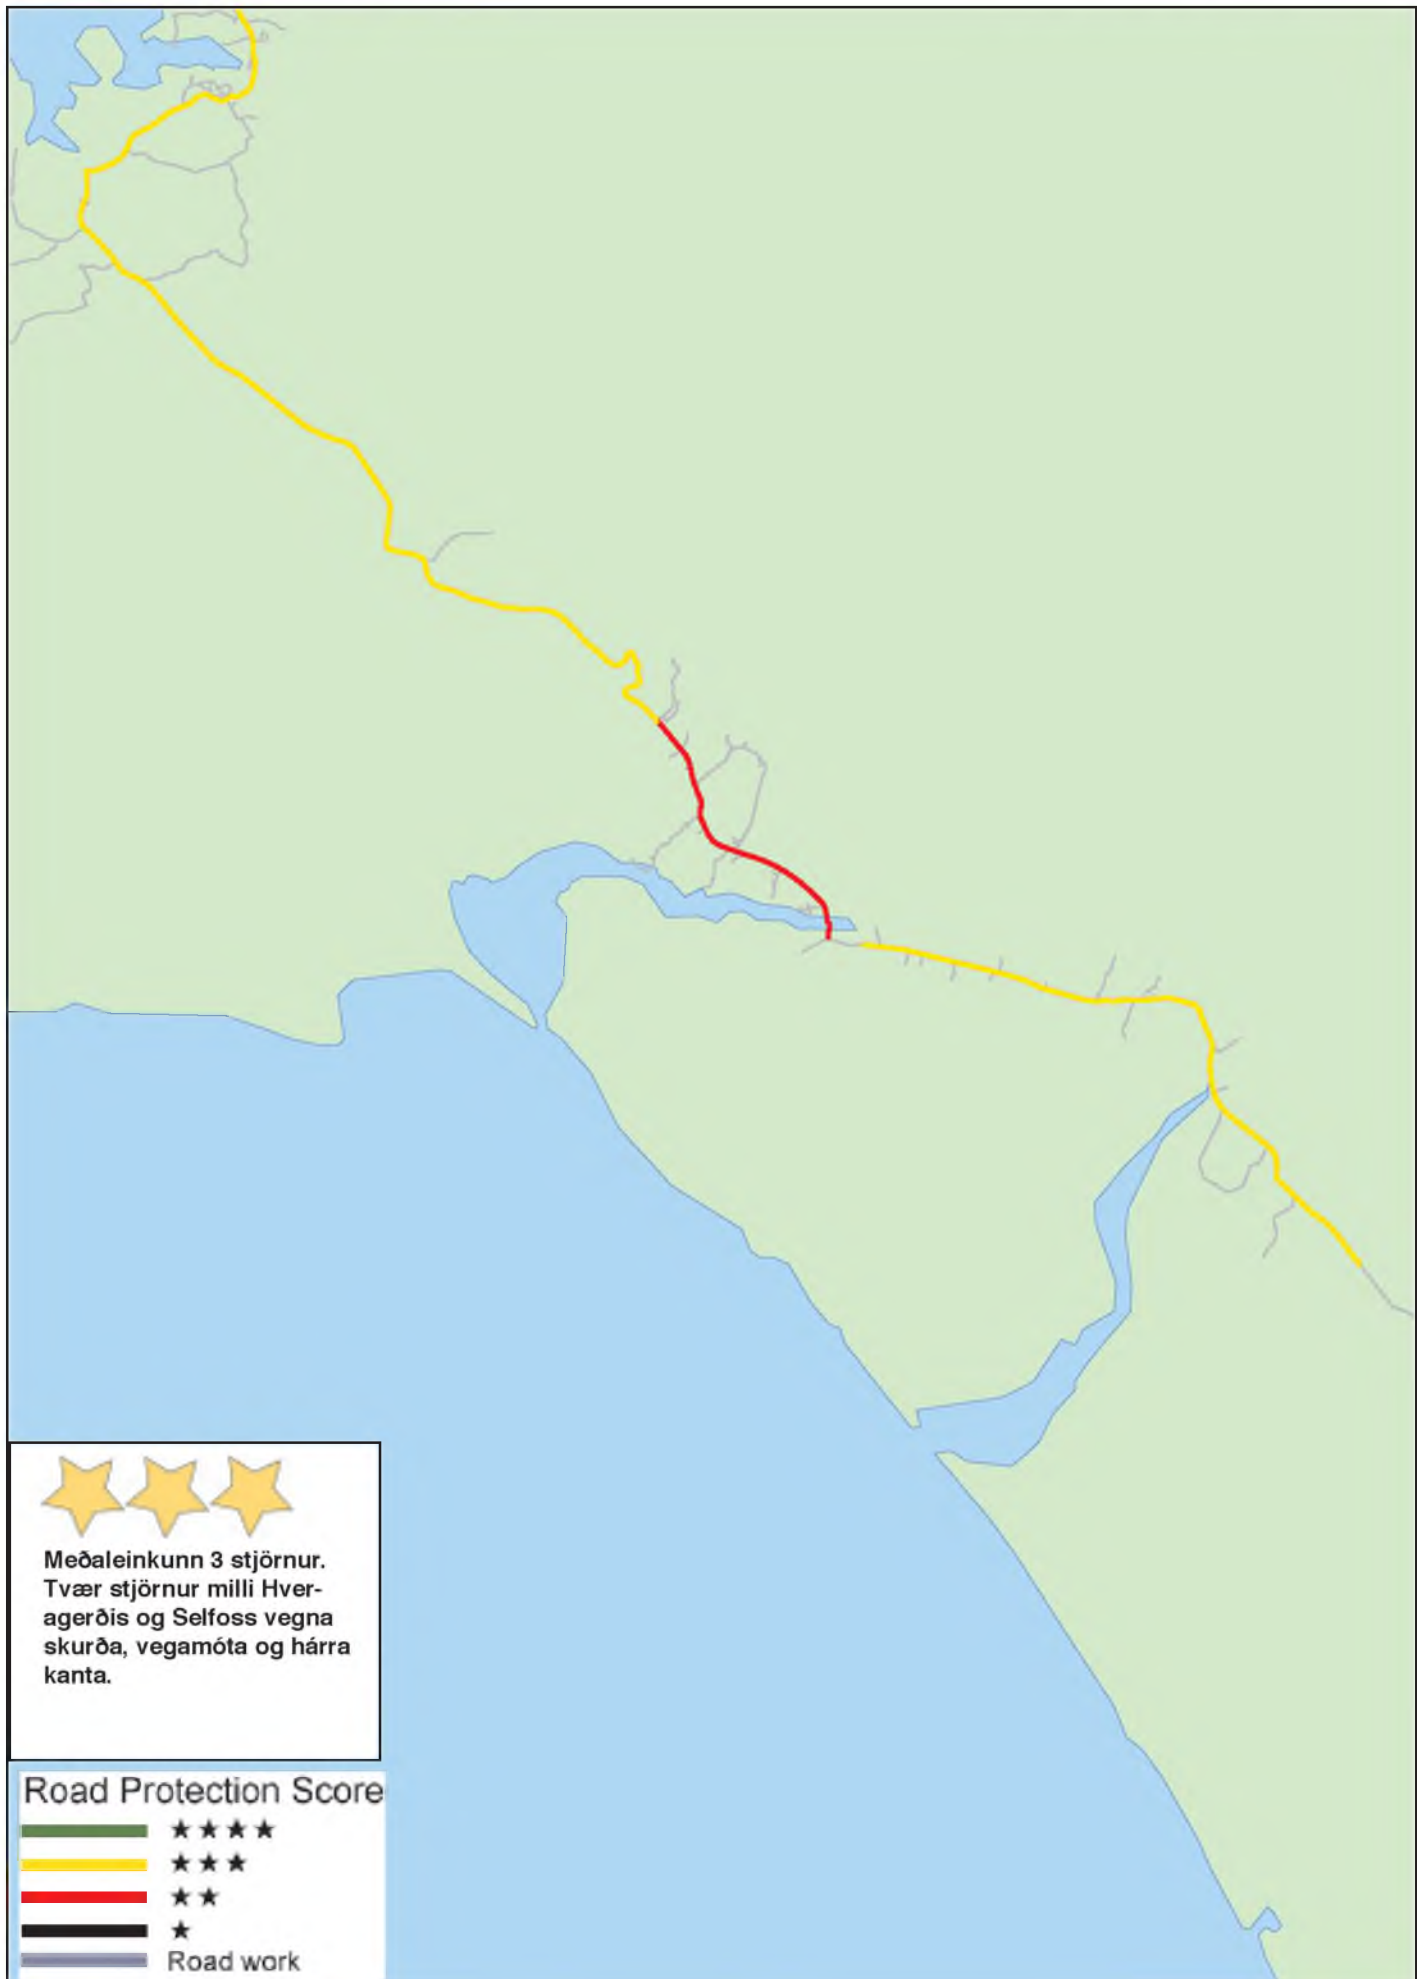 Meðaleinkunn 3 stjörnur.
Tvær stjörnur milli Hver-
agerðis og Selfoss vegna
skurða, vegamóta og hárra
kanta.
Road Protection Score
★★★★
★★★
★★
★
Road work